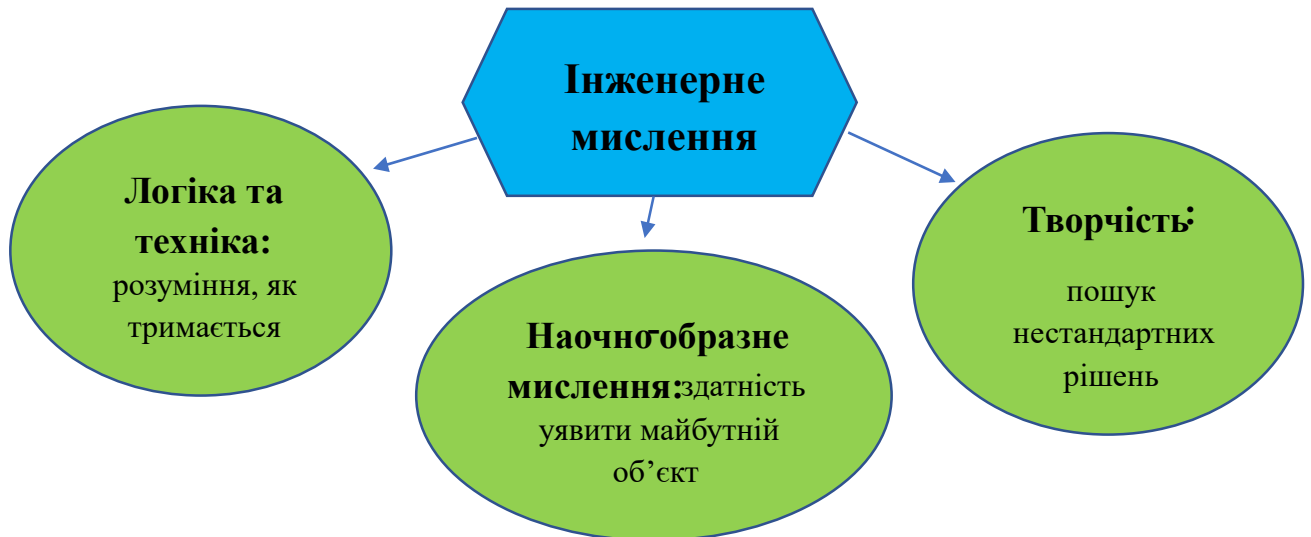 Інженерне
мислення
Логіка та
техніка:
розуміння, як
тримається
Наочно-образне
мислення:здатність
уявити майбутній
об’єкт
Творчість:
пошук
нестандартних
рішень